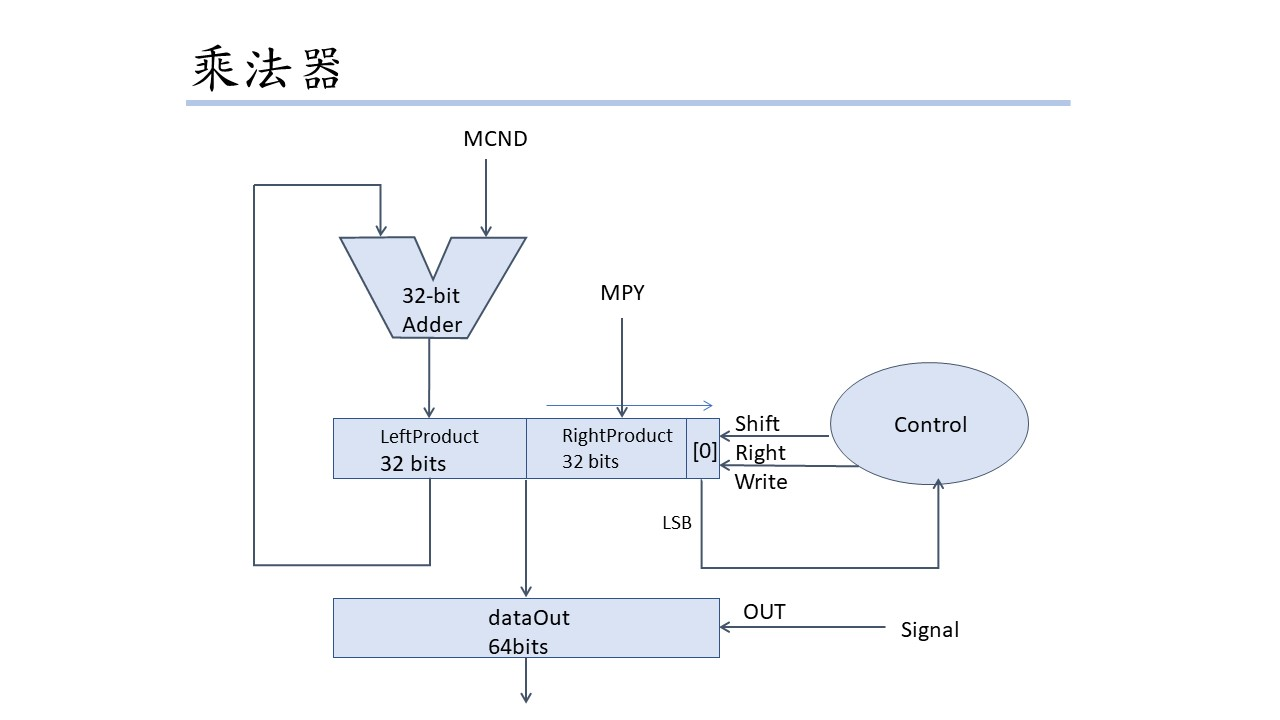 乘法器
MCND
32-bit
Adder
MPY
LeftProduct
32 bits
RightProduct
32 bits
[0]
Shift
Right
Write
Control
LSB
dataOut
64bits
OUT
Signal